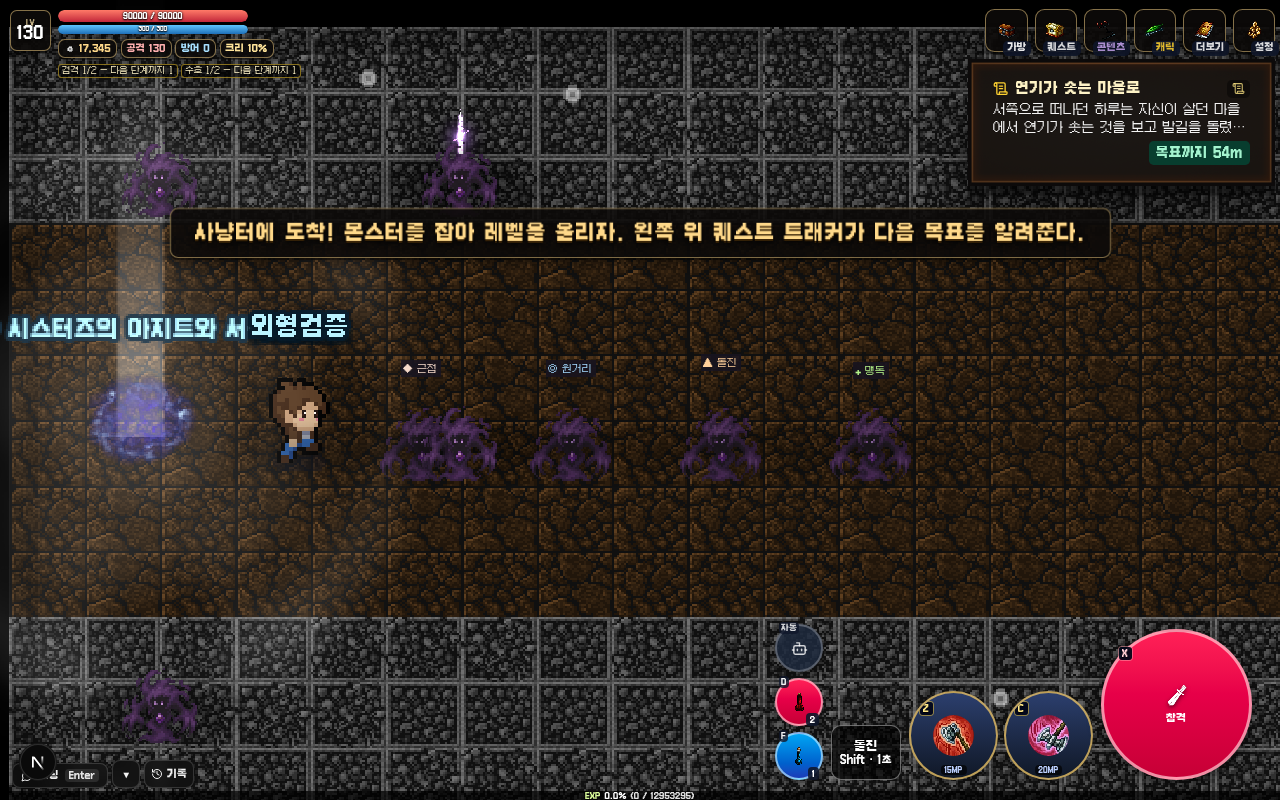 LV
130
90000 / 90000
17,345
공격 130
방어 0
크리 10%
검격 1/2 — 다음 단계까지 1
수호 1/2 — 다음 단계까지 1
가방
퀘스트
콘텐츠
캐릭
더보기
설정
연기가 솟는 마을로
서쪽으로 떠나던 하루는 자신이 살던 마을
에서 연기가 솟는 것을 보고 발길을 돌렸…
목표까지 54m
사냥터에 도착! 몬스터를 잡아 레벨을 올리자. 왼쪽 위 퀘스트 트래커가 다음 목표를 알려준다.
시스터즈의 아지트와 서
외형검증
◆ 근접
◎ 원거리
▲ 돌진
맹독
자동
D
2
F
1
돌진
Shift · 1초
Z
15MP
C
20MP
X
참격
N
Enter
▼
기록
EXP 0.0% (0 / 12953295)